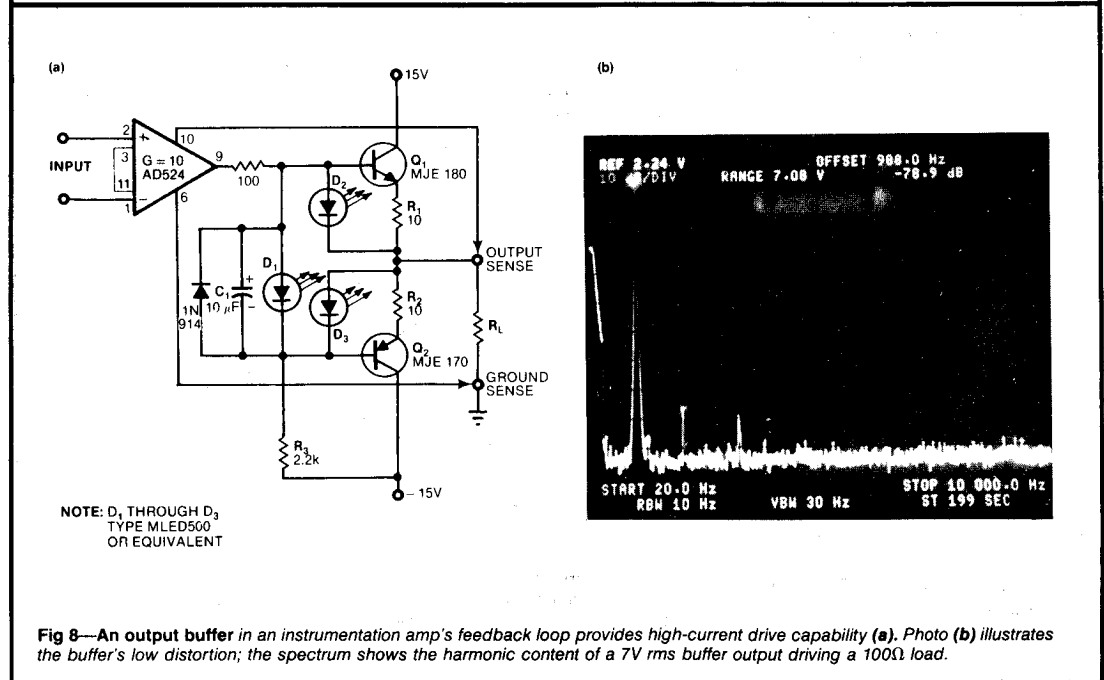 (a)
15V
2
+
3
INPUT
G = 10
AD524
11
1
−
10
9
6
100
Q1
MJE 180
D2
R1
10
OUTPUT
SENSE
D1
C1
10 µF
+
−
1N
914
D3
R2
10
RL
Q2
MJE 170
GROUND
SENSE
R3
2.2k
− 15V
NOTE: D1 THROUGH D3
TYPE MLED500
OR EQUIVALENT
(b)
REF 2.24 V
OFFSET 980.0 Hz
/DIV
RANGE 7.08 V
-78.9 dB
START 20.0 Hz
STOP 10 000.0 Hz
RBW 10 Hz
VBW 30 Hz
ST 199 SEC
Fig 8—An output buffer in an instrumentation amp's feedback loop provides high-current drive capability (a). Photo (b) illustrates
the buffer's low distortion; the spectrum shows the harmonic content of a 7V rms buffer output driving a 100Ω load.